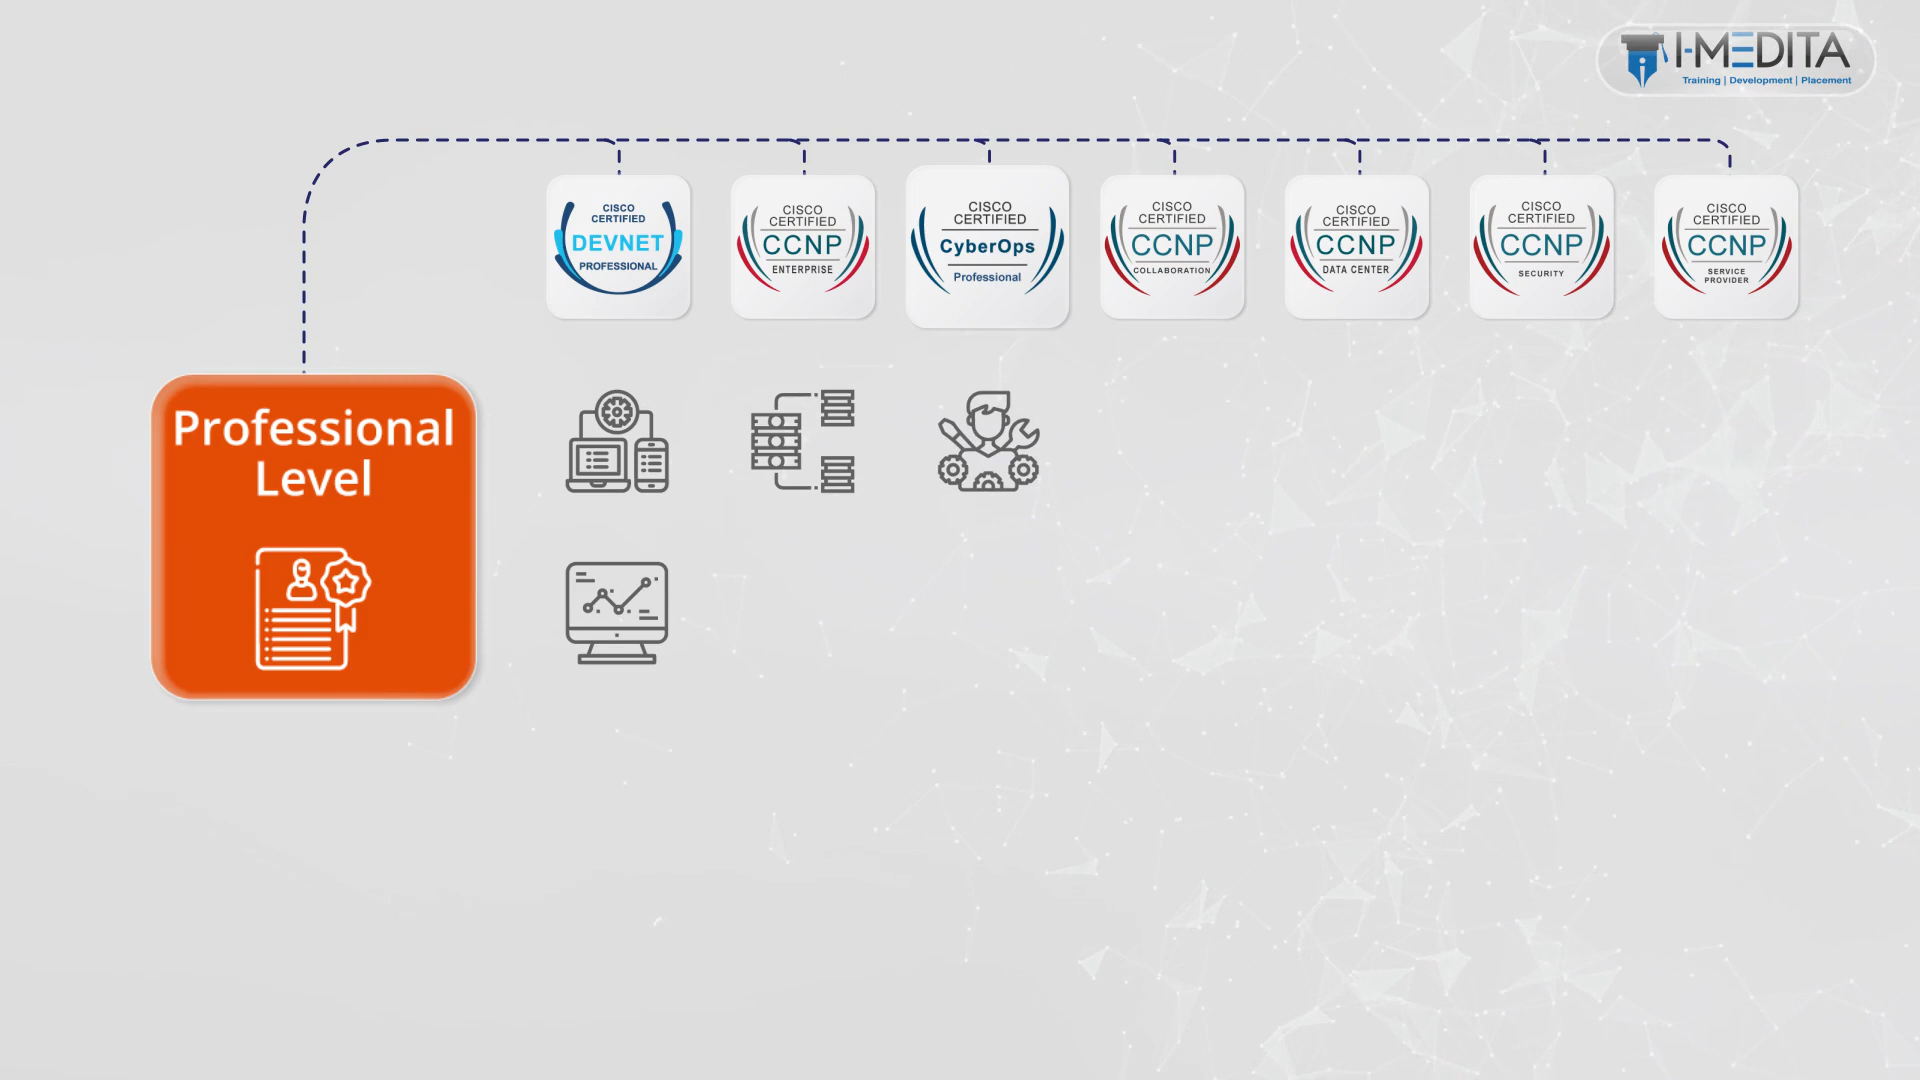 I-MEDITA
Training | Development | Placement
CISCO
CERTIFIED
DEVNET
PROFESSIONAL
CISCO
CERTIFIED
CCNP
ENTERPRISE
CISCO
CERTIFIED
CyberOps
Professional
CISCO
CERTIFIED
CCNP
COLLABORATION
CISCO
CERTIFIED
CCNP
DATA CENTER
CISCO
CERTIFIED
CCNP
SECURITY
CISCO
CERTIFIED
CCNP
SERVICE
PROVIDER
Professional
Level